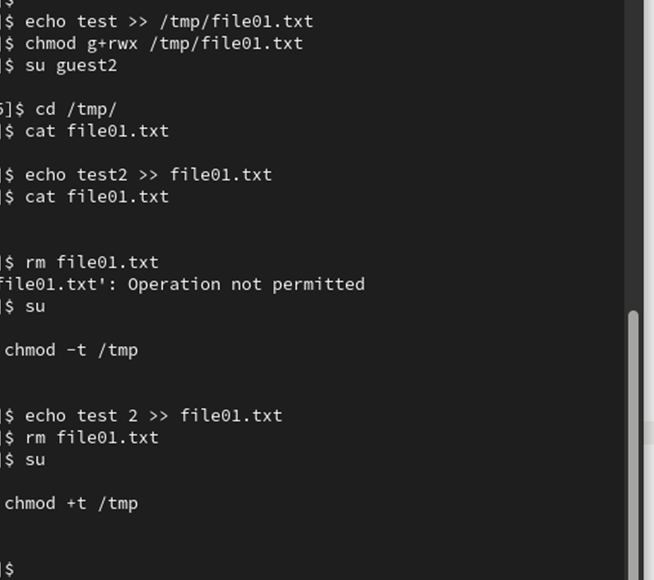 ]$ echo test >> /tmp/file01.txt
]$ chmod g+rwx /tmp/file01.txt
]$ su guest2
]$ cd /tmp/
]$ cat file01.txt
]$ echo test2 >> file01.txt
]$ cat file01.txt
]$ rm file01.txt
file01.txt': Operation not permitted
]$ su
chmod -t /tmp
]$ echo test 2 >> file01.txt
]$ rm file01.txt
]$ su
chmod +t /tmp
]$